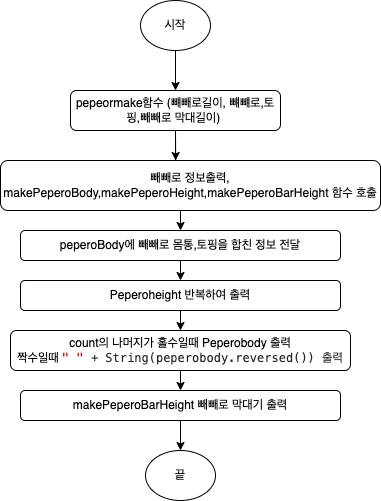 시작
pepeormake함수 (빼빼로길이, 빼빼로,토
핑,빼빼로 막대길이)
빼빼로 정보출력,
makePeperoBody,makePeperoHeight,makePeperoBarHeight 함수 호출
peperoBody에 빼빼로 몸통,토핑을 합친 정보 전달
Peperoheight 반복하여 출력
count의 나머지가 홀수일때 Peperobody 출력
짝수일때 " " + String(peperobody.reversed()) 출력
makePeperoBarHeight 빼빼로 막대기 출력
끝